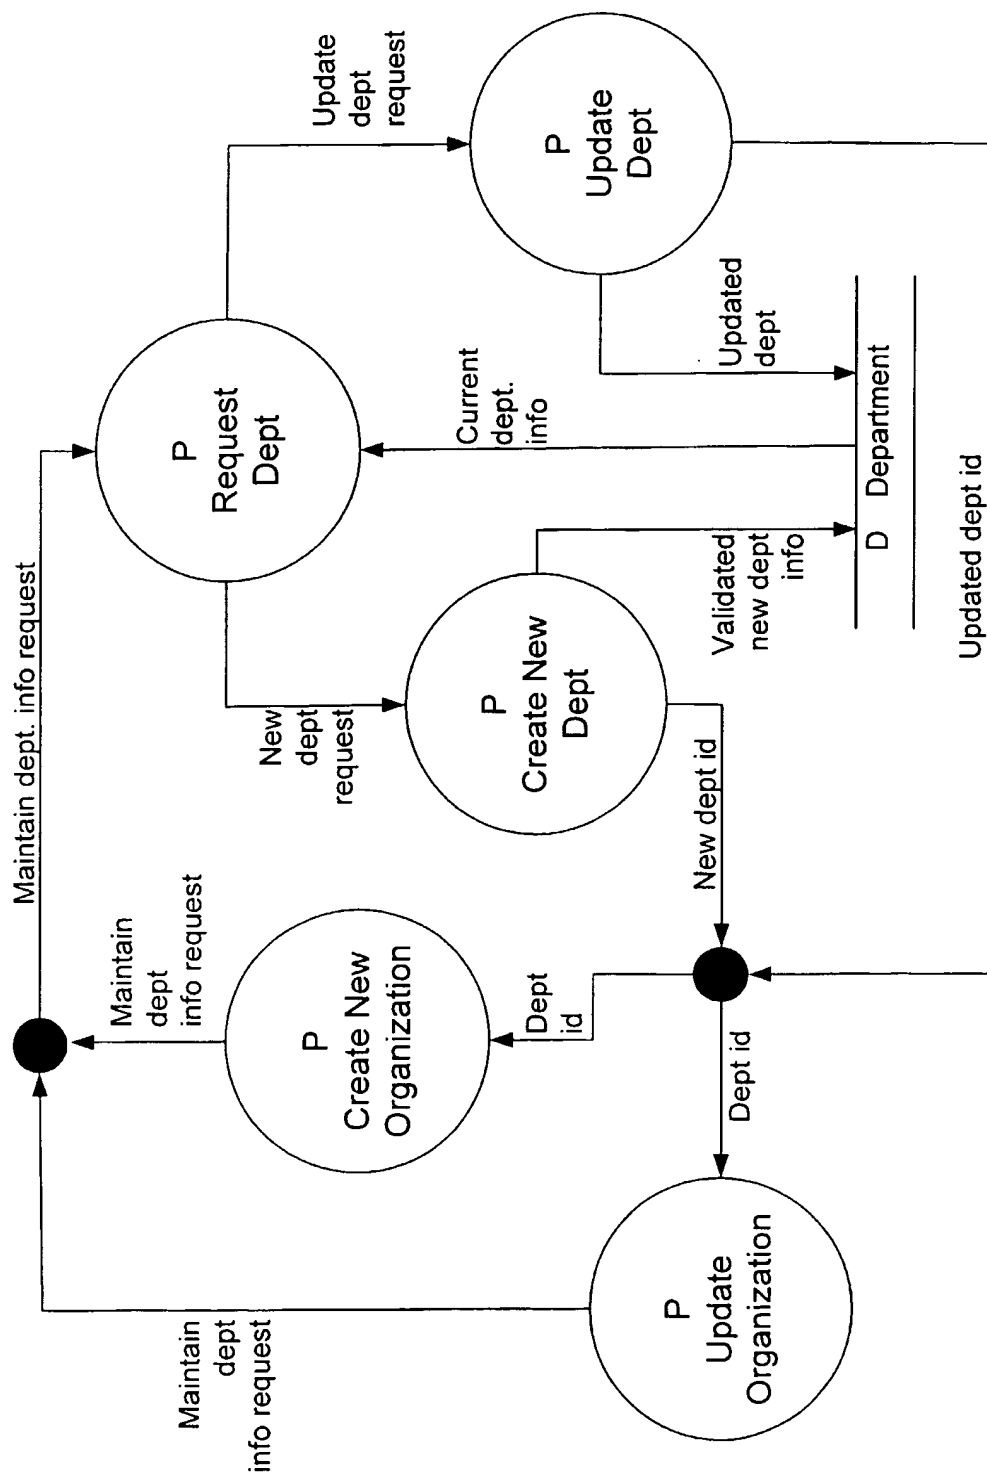 Maintain
dept
info request
Maintain dept. info request
Maintain
dept
info request
P
Create New
Organization
P
Request
Dept
Update
dept
request
New
dept
request
Current
dept.
info
P
Update
Dept
P
Create New
Dept
Dept
id
P
Update
Organization
Dept id
New dept id
Validated
new dept
info
Updated
dept
D Department
Updated dept id